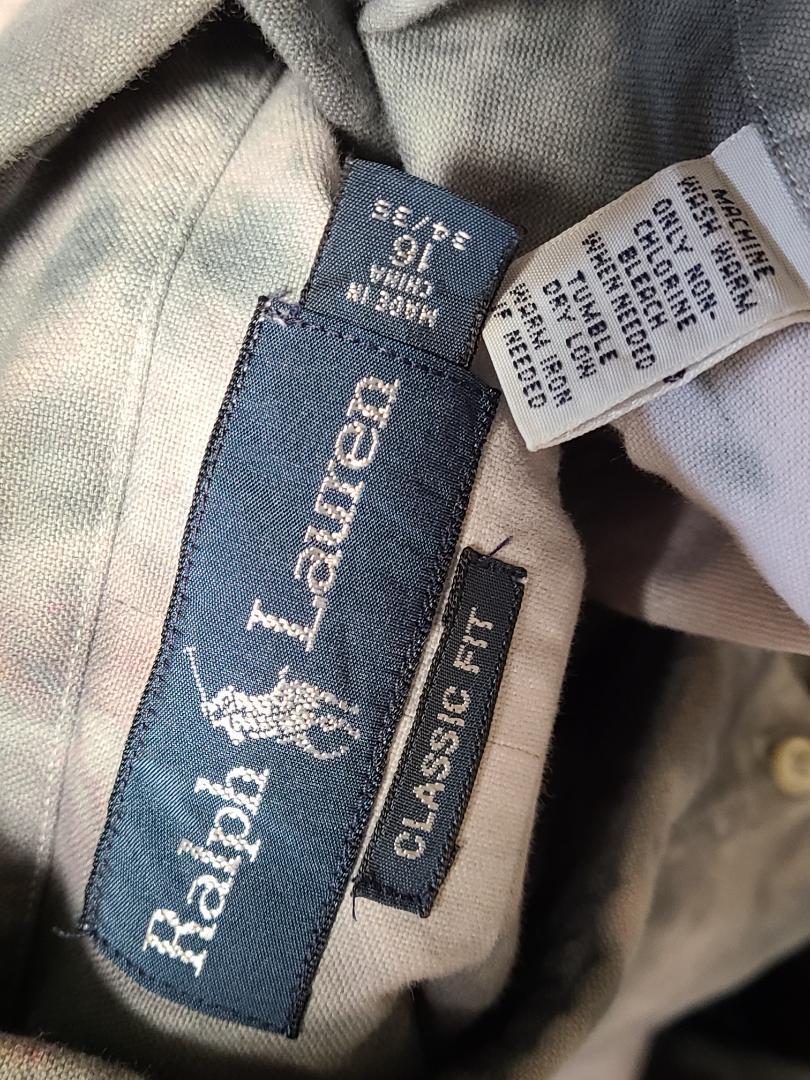 Ralph Lauren
CLASSIC FIT
MADE IN
CHINA
16
34/35
MACHINE
WASH WARM
ONLY NON-
CHLORINE
BLEACH
WHEN NEEDED
TUMBLE
DRY LOW
WARM IRON
IF NEEDED